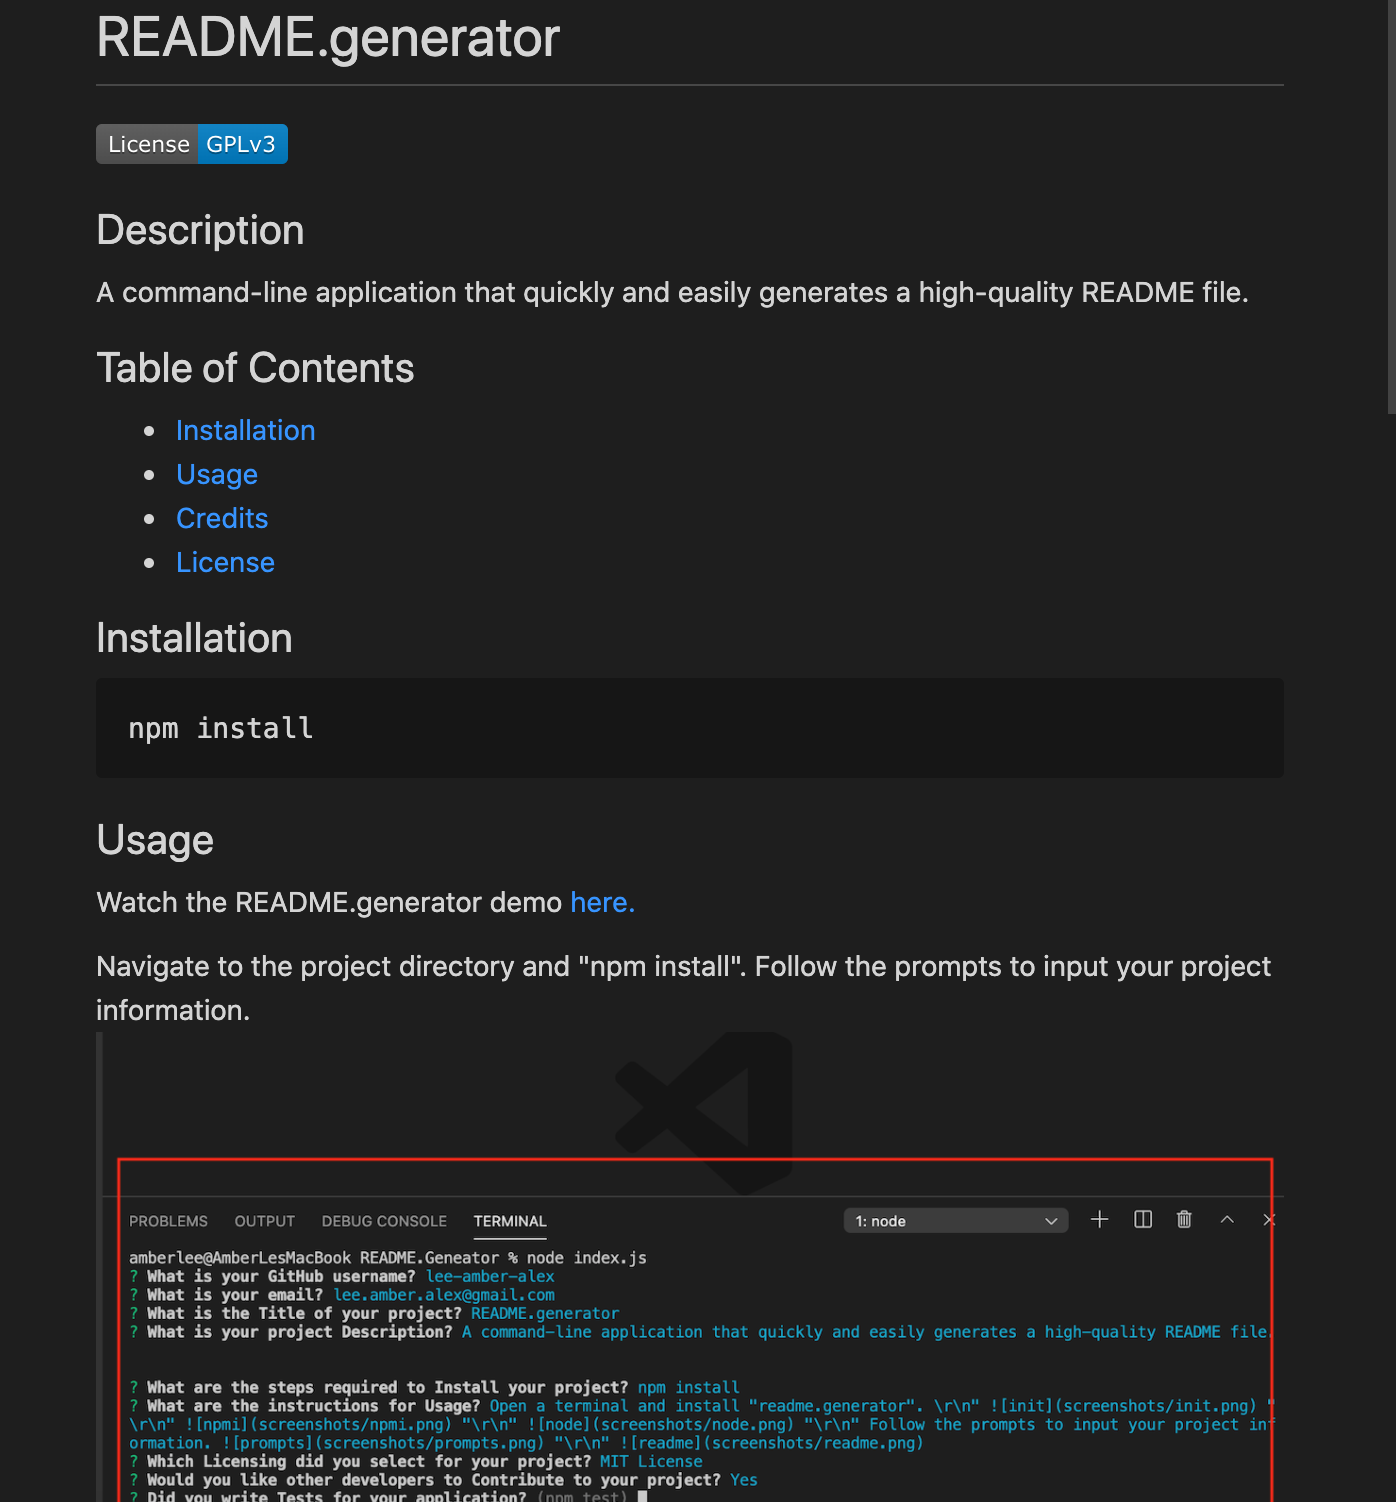 README.generator
License GPLv3
Description
A command-line application that quickly and easily generates a high-quality README file.
Table of Contents
Installation
Usage
Credits
License
Installation
npm install
Usage
Watch the README.generator demo here.
Navigate to the project directory and "npm install". Follow the prompts to input your project
information.
PROBLEMS OUTPUT DEBUG CONSOLE TERMINAL 1: node
amberlee@AmberLesMacBook README.Geneator % node index.js
? What is your GitHub username? lee-amber-alex
? What is your email? lee.amber.alex@gmail.com
? What is the Title of your project? README.generator
? What is your project Description? A command-line application that quickly and easily generates a high-quality README file.
? What are the steps required to Install your project? npm install
? What are the instructions for Usage? Open a terminal and install "readme.generator". \r\n" ![init](screenshots/init.png) "
\r\n" ![npmi](screenshots/npmi.png) "\r\n" ![node](screenshots/node.png) "\r\n" Follow the prompts to input your project inf
ormation. ![prompts](screenshots/prompts.png) "\r\n" ![readme](screenshots/readme.png)
? Which Licensing did you select for your project? MIT License
? Would you like other developers to Contribute to your project? Yes
? Did you write Tests for your application? (npm test)